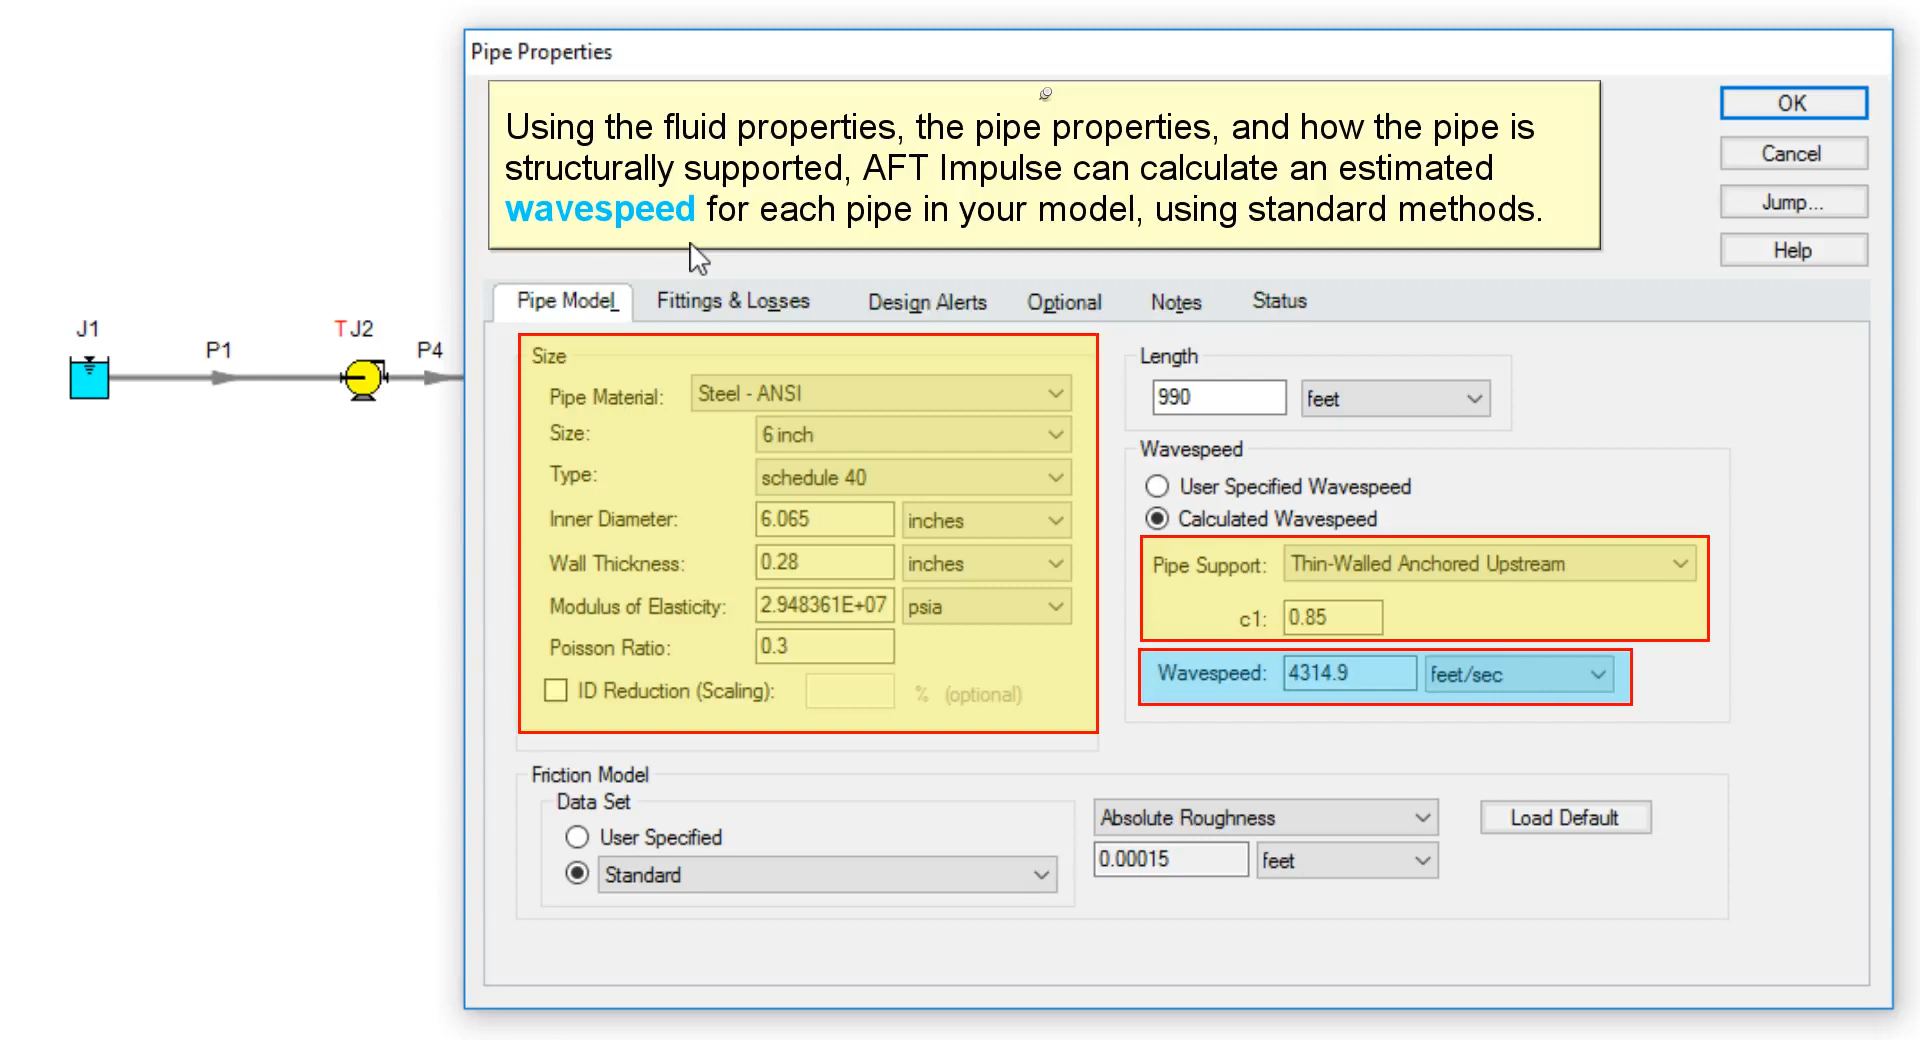 Pipe Properties
Using the fluid properties, the pipe properties, and how the pipe is
structurally supported, AFT Impulse can calculate an estimated
wavespeed for each pipe in your model, using standard methods.
OK
Cancel
Jump...
Help
Pipe Model Fittings & Losses Design Alerts Optional Notes Status
J1
P1
T J2
P4
Size
Pipe Material: Steel - ANSI
Size: 6 inch
Type: schedule 40
Inner Diameter: 6.065 inches
Wall Thickness: 0.28 inches
Modulus of Elasticity: 2.948361E+07 psia
Poisson Ratio: 0.3
ID Reduction (Scaling): % (optional)
Length
990 feet
Wavespeed
User Specified Wavespeed
Calculated Wavespeed
Pipe Support: Thin-Walled Anchored Upstream
c1: 0.85
Wavespeed: 4314.9 feet/sec
Friction Model
Data Set
User Specified
Standard
Absolute Roughness
0.00015 feet
Load Default